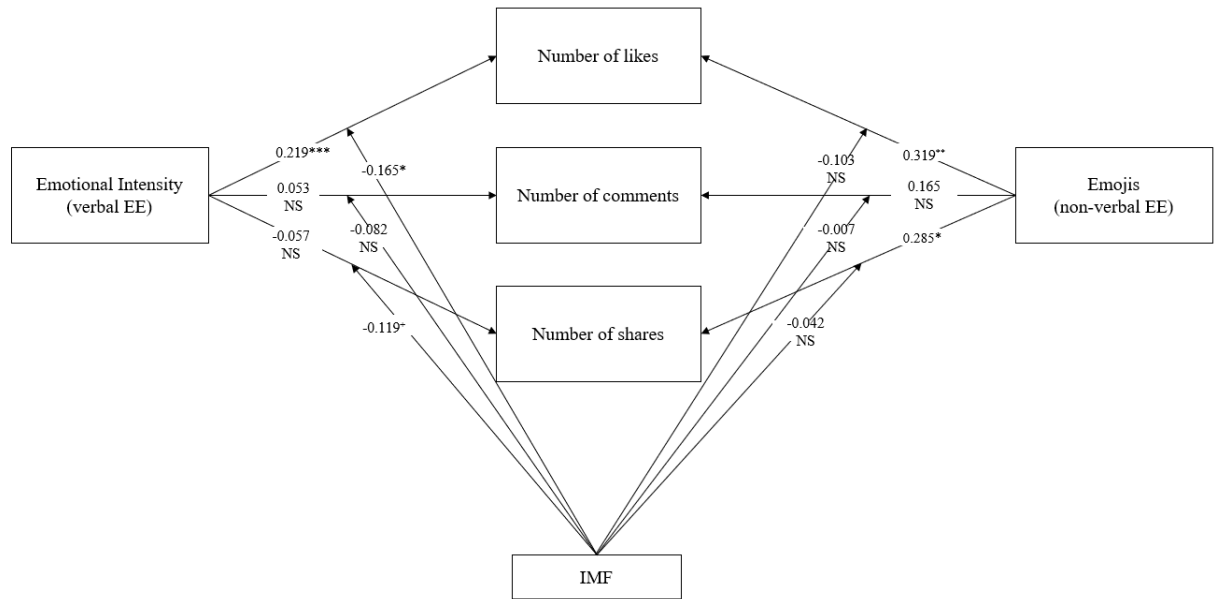 Number of likes
0.219***
-0.165*
-0.103
NS
0.319**
Emotional Intensity
(verbal EE)
0.053
NS
Number of comments
0.165
NS
Emojis
(non-verbal EE)
-0.057
NS
-0.082
NS
-0.007
NS
0.285*
Number of shares
-0.119+
-0.042
NS
IMF